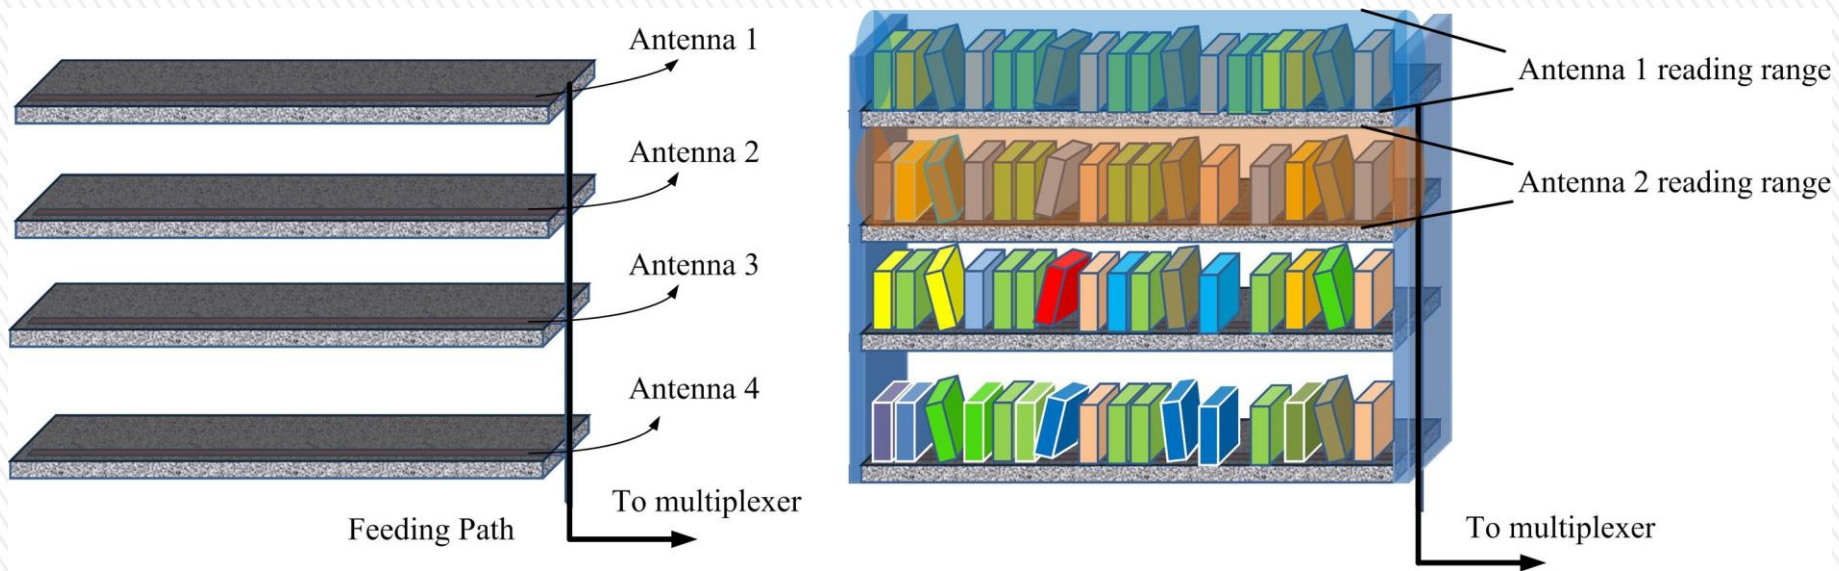 Antenna 1
Antenna 2
Antenna 3
Antenna 4
To multiplexer
Feeding Path
Antenna 1 reading range
Antenna 2 reading range
To multiplexer